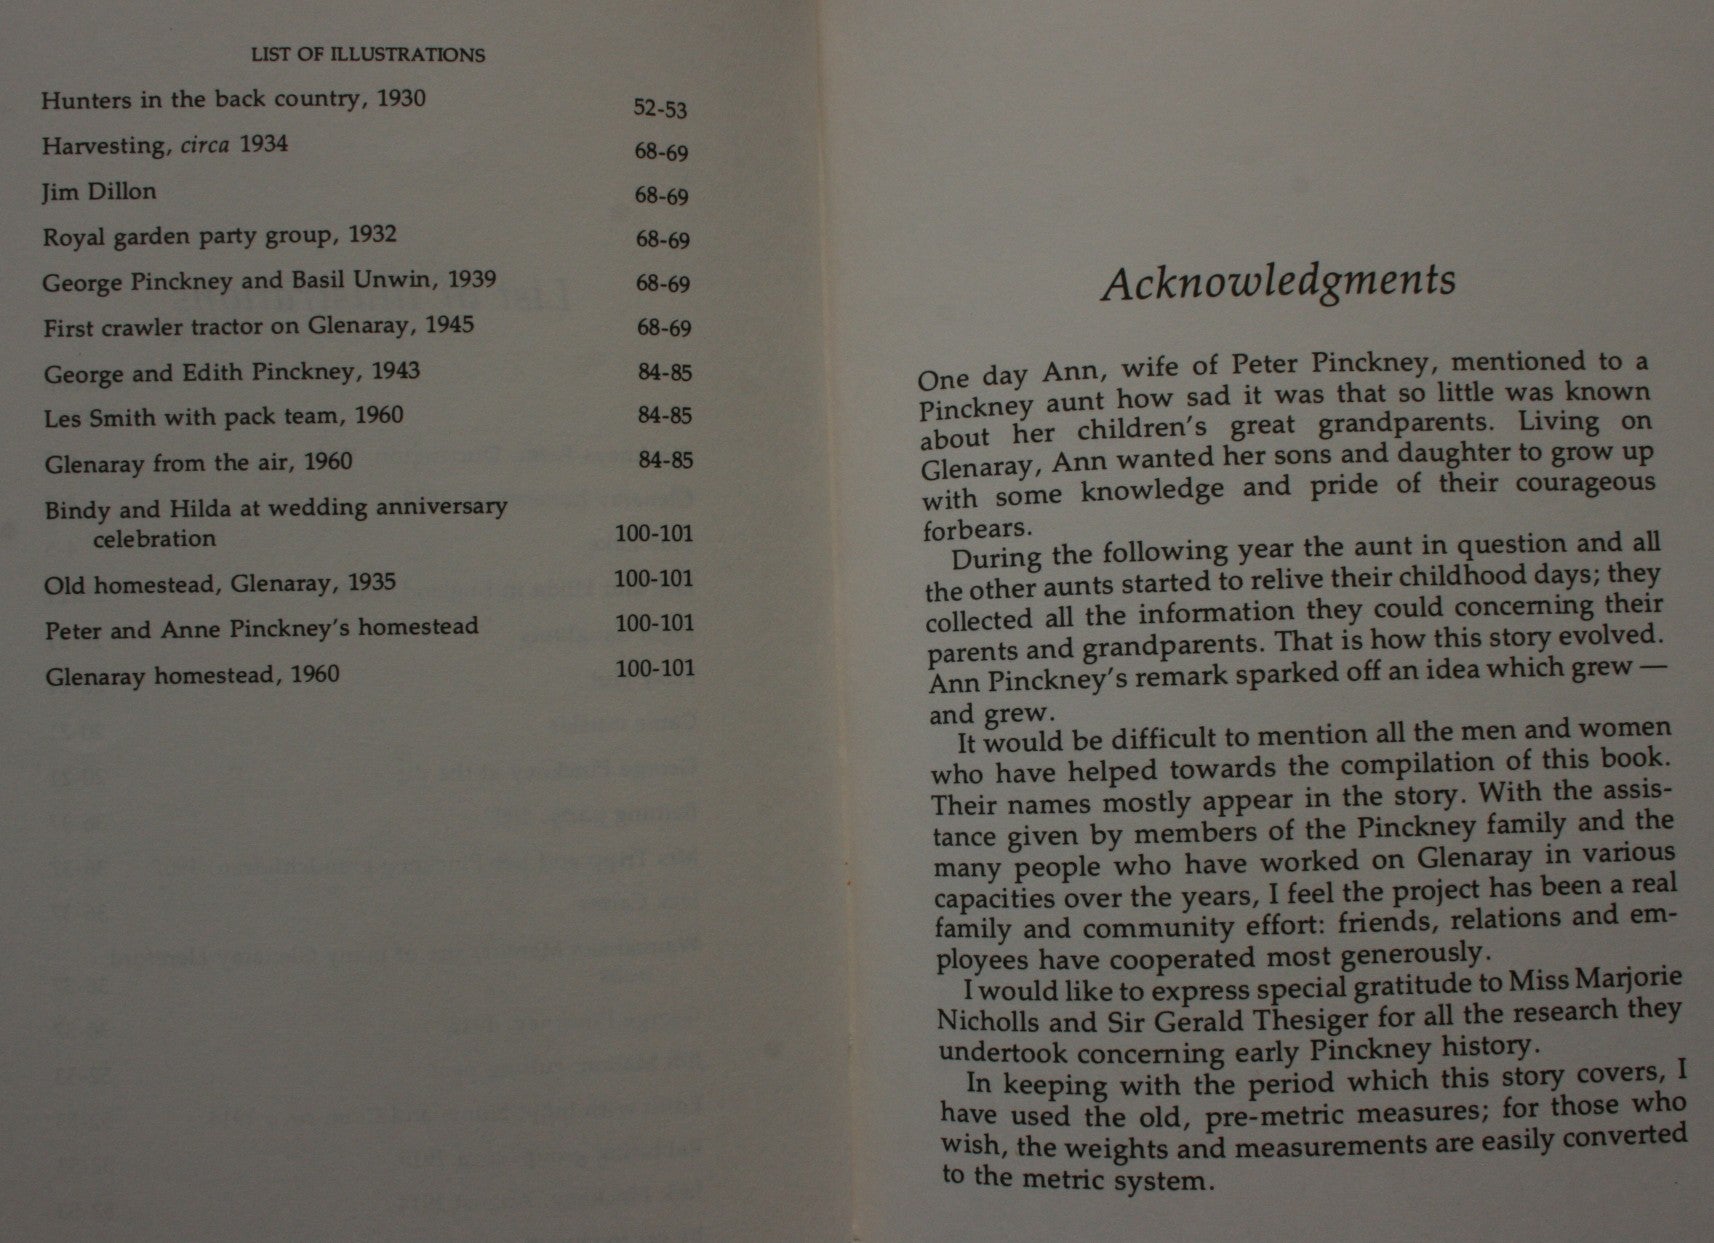 LIST OF ILLUSTRATIONS
Hunters in the back country, 1930 52-53
Harvesting, circa 1934 68-69
Jim Dillon 68-69
Royal garden party group, 1932 68-69
George Pinckney and Basil Unwin, 1939 68-69
First crawler tractor on Glenaray, 1945 68-69
George and Edith Pinckney, 1943 84-85
Les Smith with pack team, 1960 84-85
Glenaray from the air, 1960 84-85
Bindy and Hilda at wedding anniversary
celebration 100-101
Old homestead, Glenaray, 1935 100-101
Peter and Anne Pinckney's homestead 100-101
Glenaray homestead, 1960 100-101
Acknowledgments
One day Ann, wife of Peter Pinckney, mentioned to a
Pinckney aunt how sad it was that so little was known
about her children's great grandparents. Living on
Glenaray, Ann wanted her sons and daughter to grow up
with some knowledge and pride of their courageous
forbears.
During the following year the aunt in question and all
the other aunts started to relive their childhood days; they
collected all the information they could concerning their
parents and grandparents. That is how this story evolved.
Ann Pinckney's remark sparked off an idea which grew —
and grew.
It would be difficult to mention all the men and women
who have helped towards the compilation of this book.
Their names mostly appear in the story. With the assis-
tance given by members of the Pinckney family and the
many people who have worked on Glenaray in various
capacities over the years, I feel the project has been a real
family and community effort: friends, relations and em-
ployees have cooperated most generously.
I would like to express special gratitude to Miss Marjorie
Nicholls and Sir Gerald Thesiger for all the research they
undertook concerning early Pinckney history.
In keeping with the period which this story covers, I
have used the old, pre-metric measures; for those who
wish, the weights and measurements are easily converted
to the metric system.